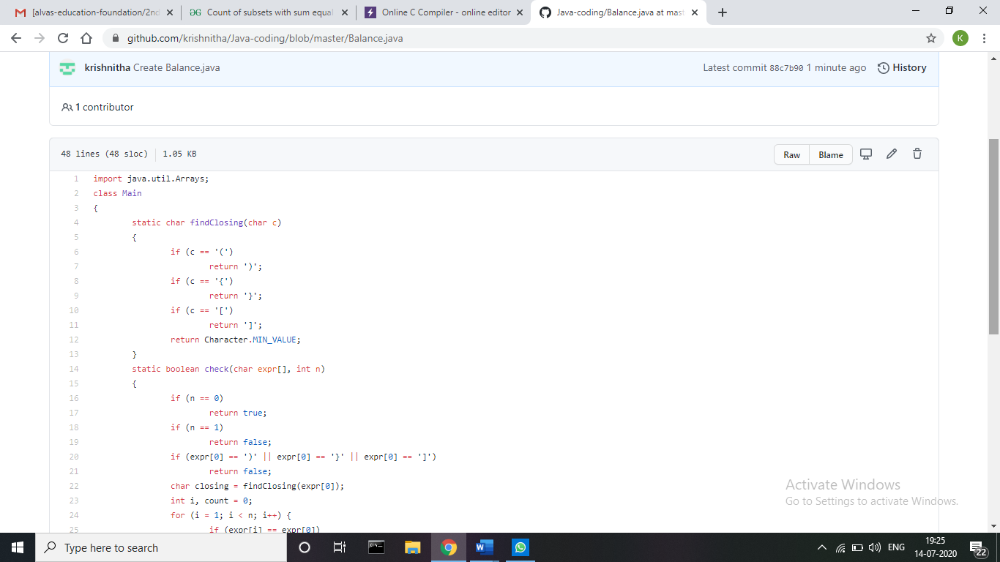 [alvas-education-foundation/2nd
Count of subsets with sum equal
Online C Compiler - online editor
Java-coding/Balance.java at mast
github.com/krishnitha/Java-coding/blob/master/Balance.java
K
krishnitha Create Balance.java
Latest commit 88c7b90 1 minute ago
History
1 contributor
48 lines (48 sloc)
1.05 KB
Raw
Blame
1 import java.util.Arrays;
2 class Main
3 {
4 static char findClosing(char c)
5 {
6 if (c == '(')
7 return ')';
8 if (c == '{')
9 return '}';
10 if (c == '[')
11 return ']';
12 return Character.MIN_VALUE;
13 }
14 static boolean check(char expr[], int n)
15 {
16 if (n == 0)
17 return true;
18 if (n == 1)
19 return false;
20 if (expr[0] == ')' || expr[0] == '}' || expr[0] == ']')
21 return false;
22 char closing = findClosing(expr[0]);
23 int i, count = 0;
24 for (i = 1; i < n; i++) {
25 if (expr[i] == expr[0])
Activate Windows
Go to Settings to activate Windows.
Type here to search
ENG
19:25
14-07-2020
22